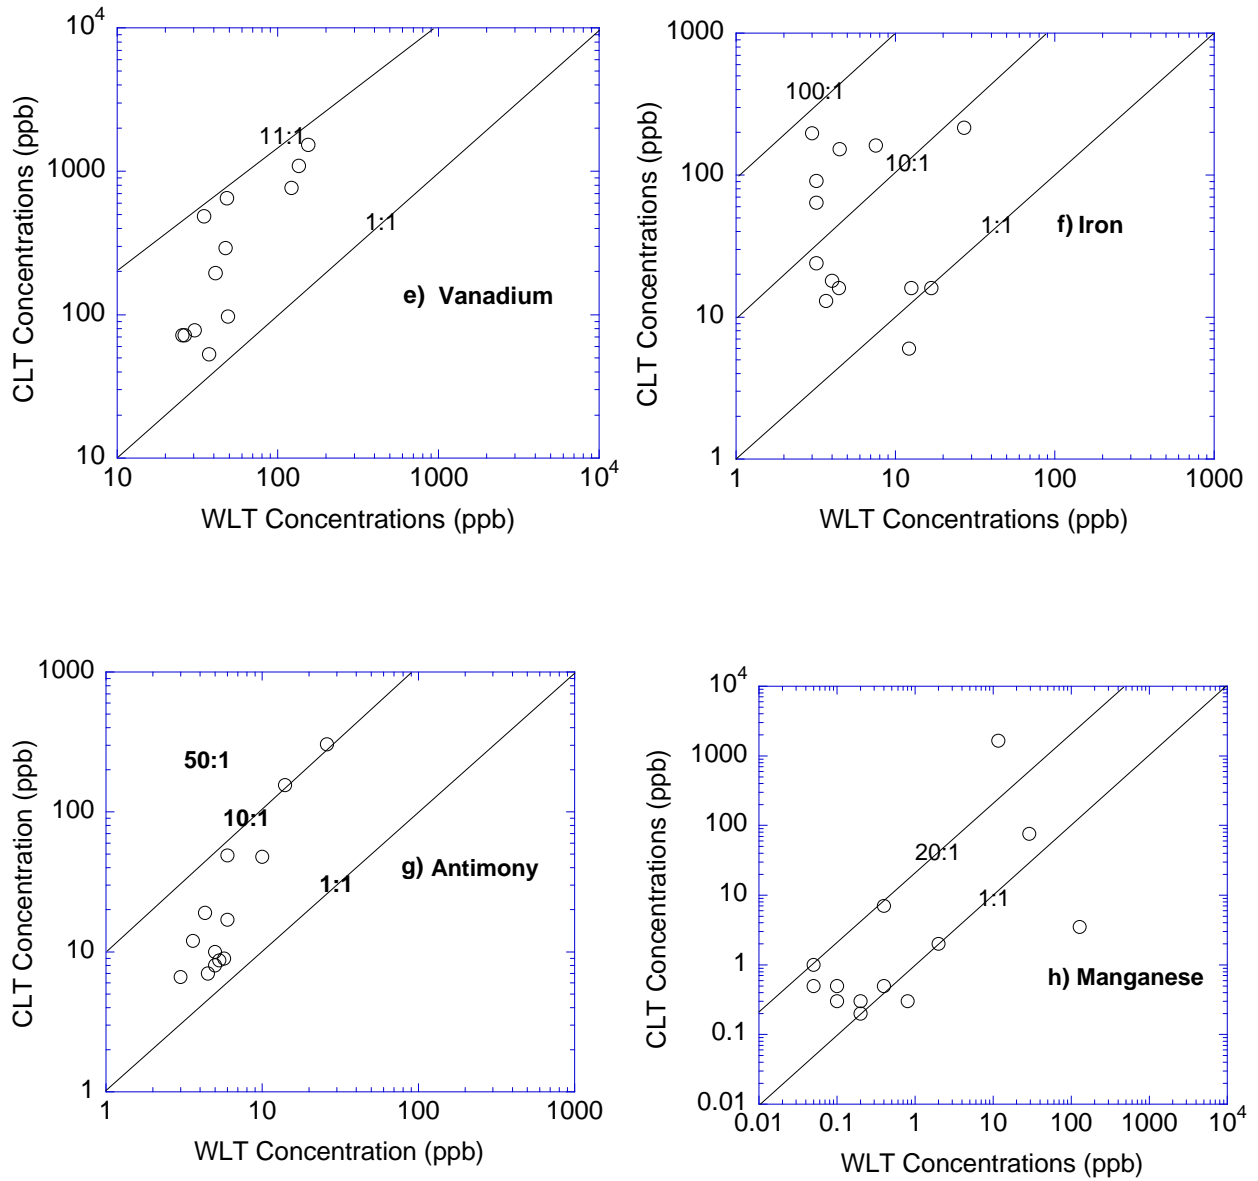 10^4
1000
100
10
CLT Concentrations (ppb)
11:1
1:1
e) Vanadium
10 100 1000 10^4
WLT Concentrations (ppb)
1000
100
10
1
CLT Concentrations (ppb)
100:1
10:1
1:1
f) Iron
1 10 100 1000
WLT Concentrations (ppb)
1000
100
10
1
CLT Concentration (ppb)
50:1
10:1
1:1
g) Antimony
1 10 100 1000
WLT Concentration (ppb)
10^4
1000
100
10
1
0.1
0.01
CLT Concentrations (ppb)
20:1
1:1
h) Manganese
0.01 0.1 1 10 100 1000 10^4
WLT Concentrations (ppb)